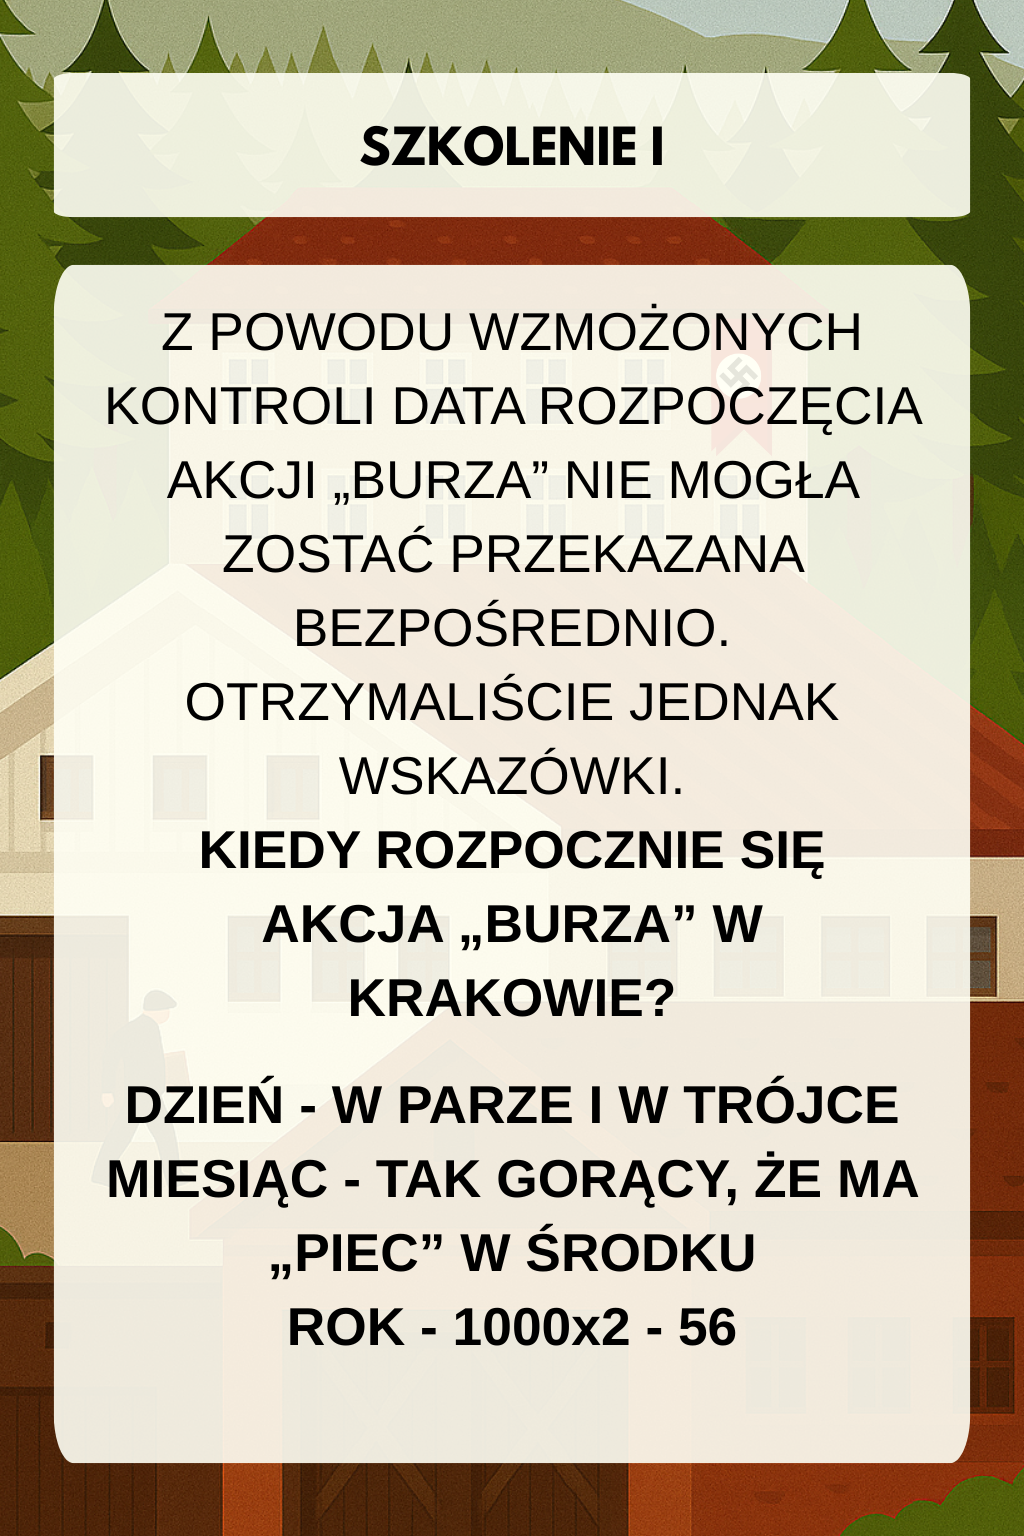 SZKOLENIE I
Z POWODU WZMOŻONYCH
KONTROLI DATA ROZPOCZĘCIA
AKCJI „BURZA” NIE MOGŁA
ZOSTAĆ PRZEKAZANA
BEZPOŚREDNIO.
OTRZYMALIŚCIE JEDNAK
WSKAZÓWKI.
KIEDY ROZPOCZNIE SIĘ
AKCJA „BURZA” W
KRAKOWIE?
DZIEŃ - W PARZE I W TRÓJCE
MIESIĄC - TAK GORĄCY, ŻE MA
„PIEC” W ŚRODKU
ROK - 1000x2 - 56